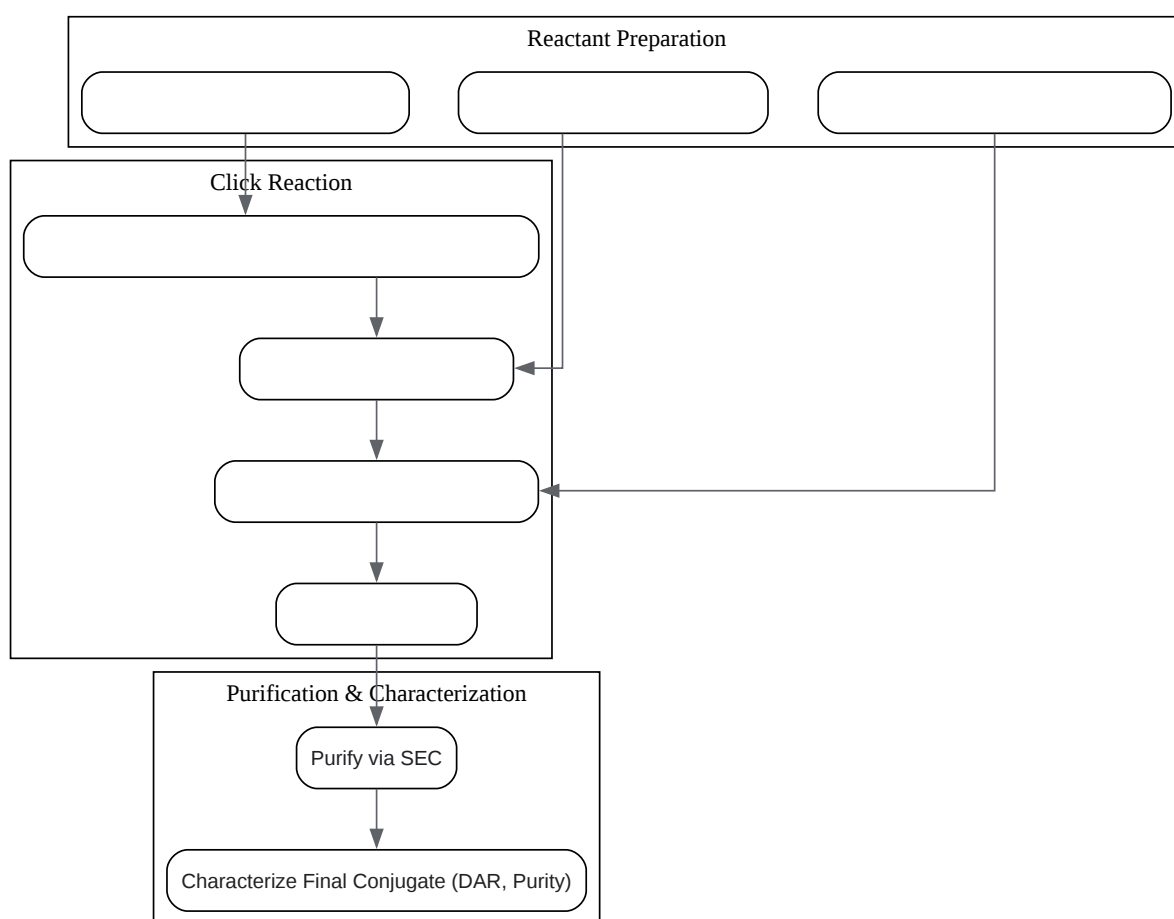 Reactant Preparation
Click Reaction
Purification & Characterization
Purify via SEC
Characterize Final Conjugate (DAR, Purity)